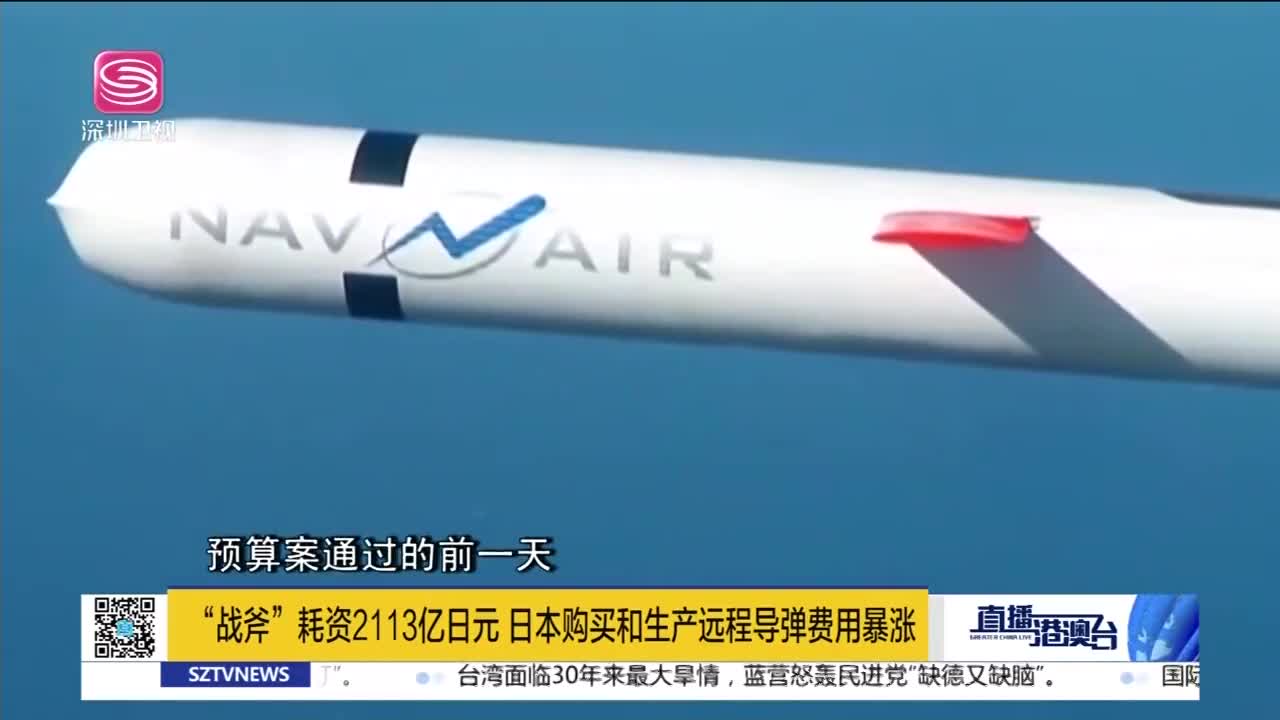 深圳卫视
NAV AIR
预算案通过的前一天
“战斧”耗资2113亿日元 日本购买和生产远程导弹费用暴涨
直播港澳台
GREATER CHINA LIVE
SZTVNEWS
”。 台湾面临30年来最大旱情，蓝营怒轰民进党“缺德又缺脑”。 国际